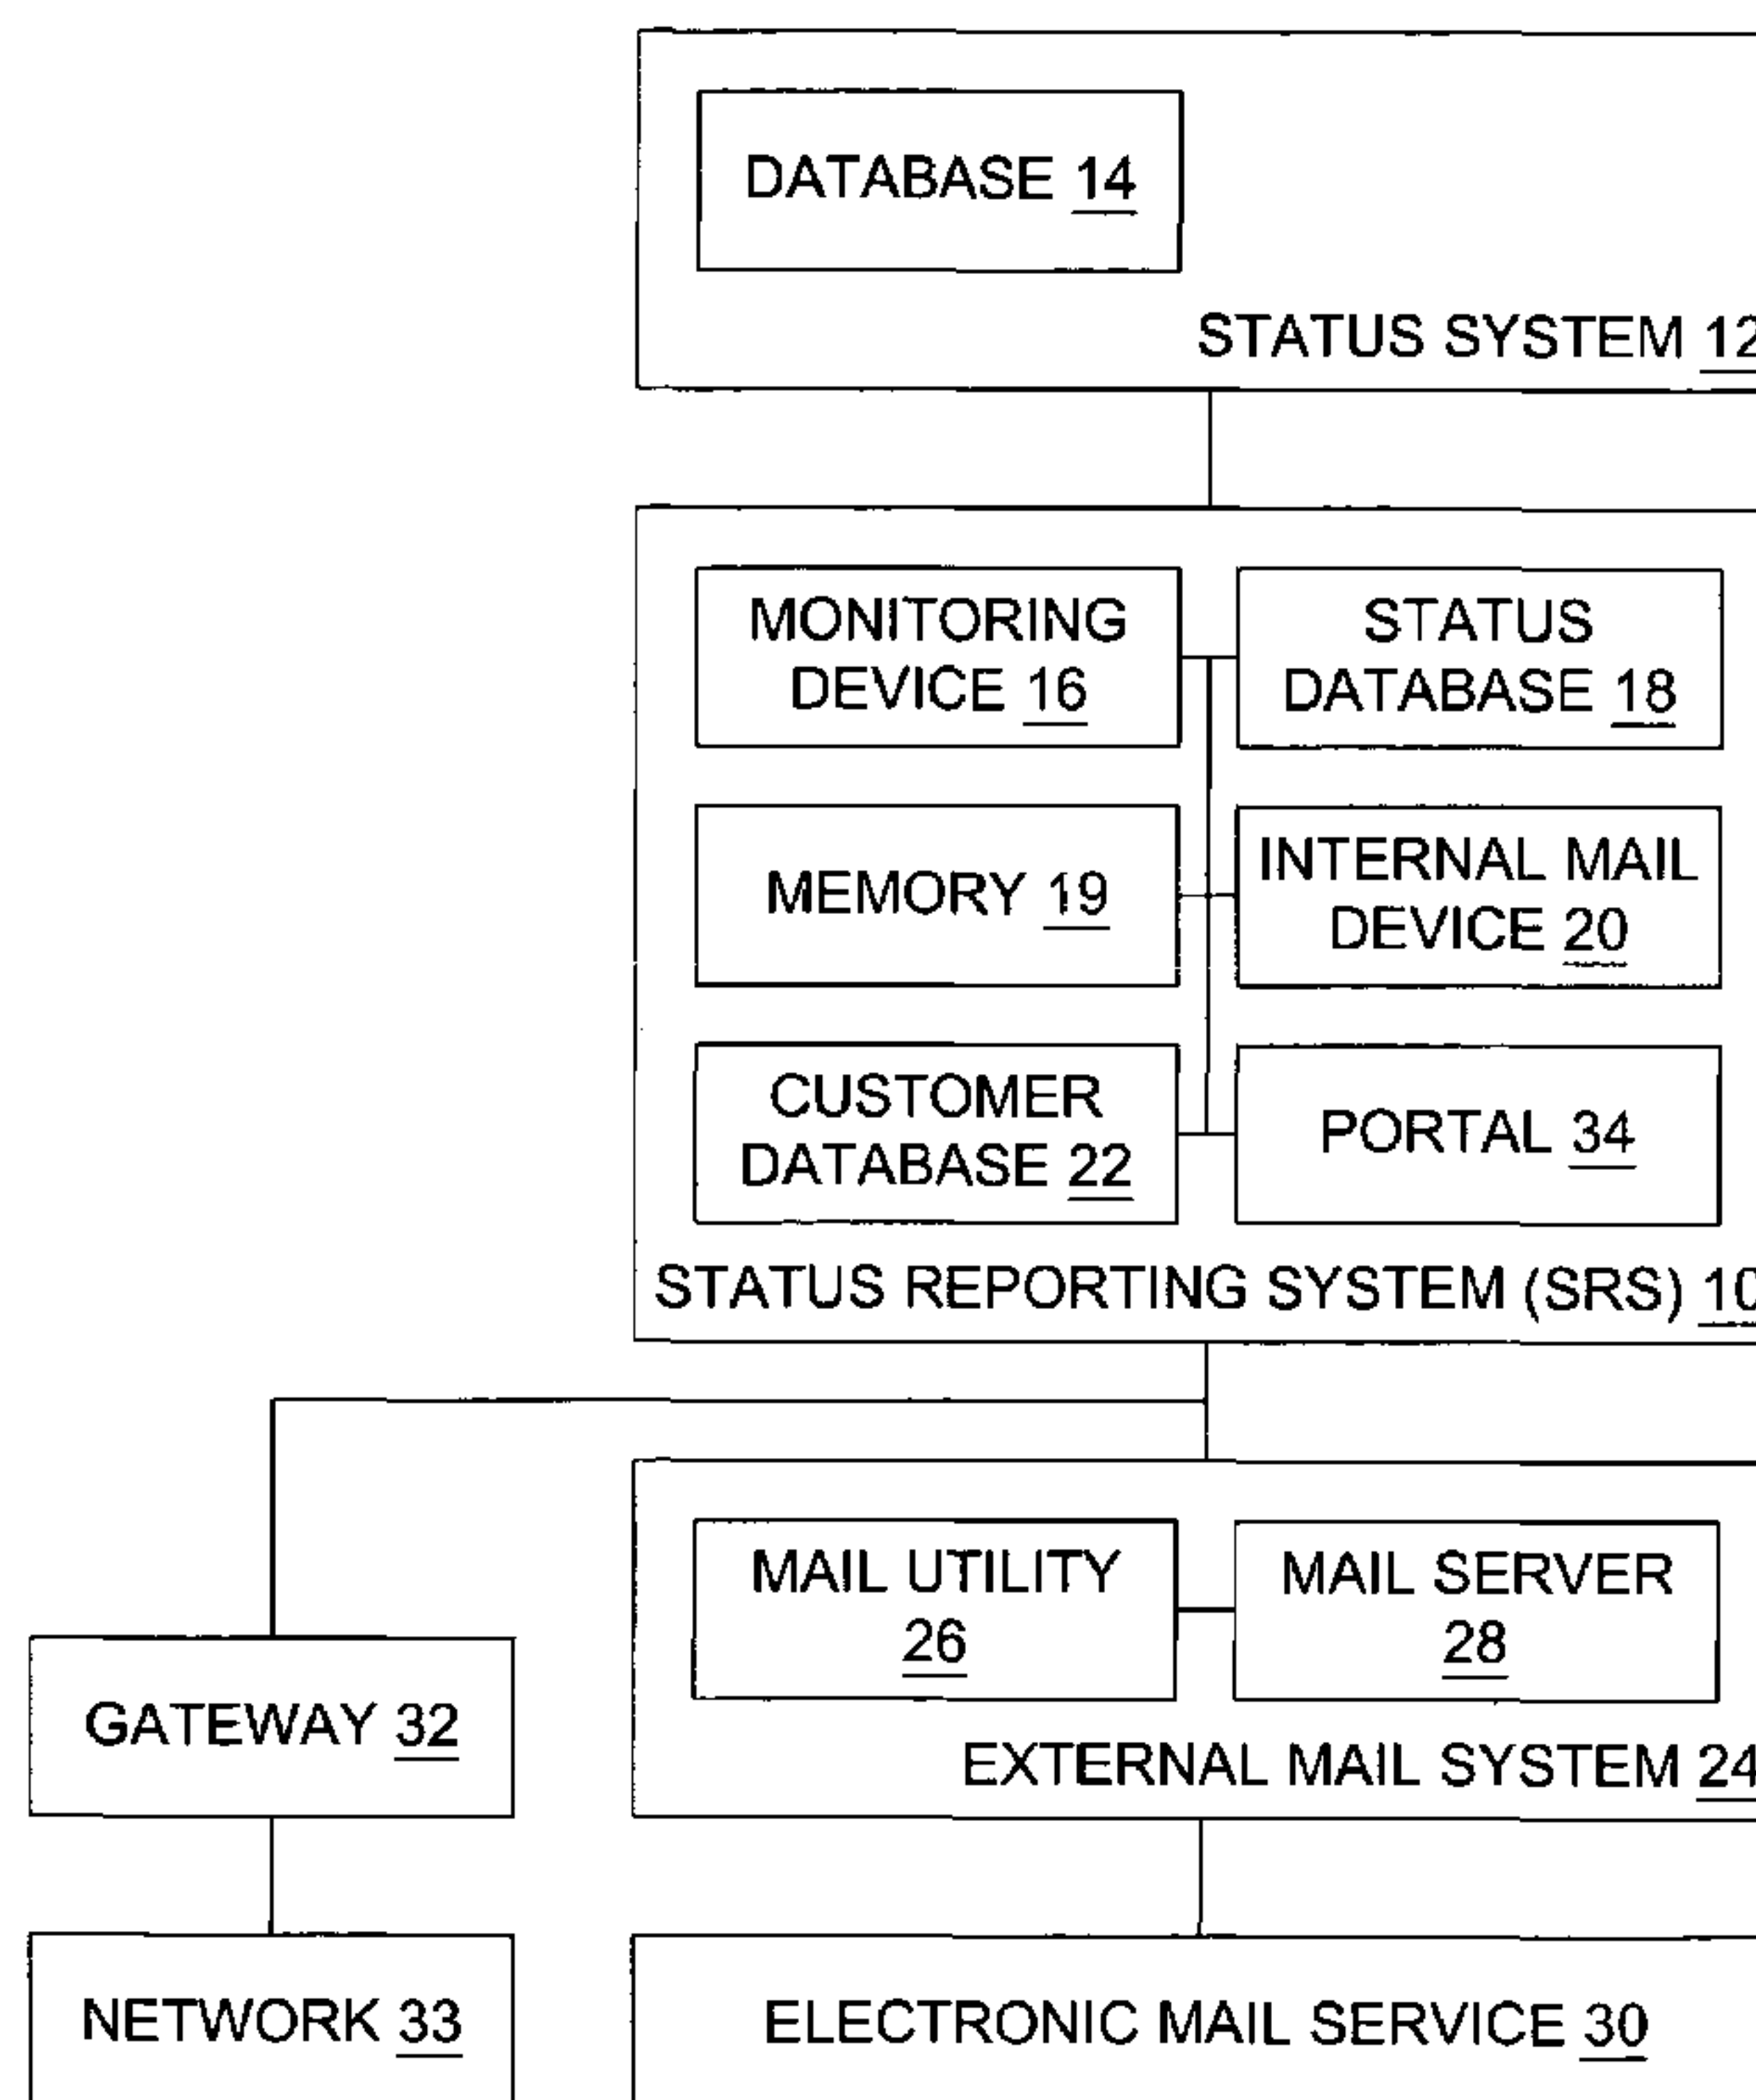 DATABASE 14
STATUS SYSTEM 12
MONITORING
DEVICE 16
STATUS
DATABASE 18
MEMORY 19
INTERNAL MAIL
DEVICE 20
CUSTOMER
DATABASE 22
PORTAL 34
STATUS REPORTING SYSTEM (SRS) 10
MAIL UTILITY
26
MAIL SERVER
28
GATEWAY 32
EXTERNAL MAIL SYSTEM 24
NETWORK 33
ELECTRONIC MAIL SERVICE 30